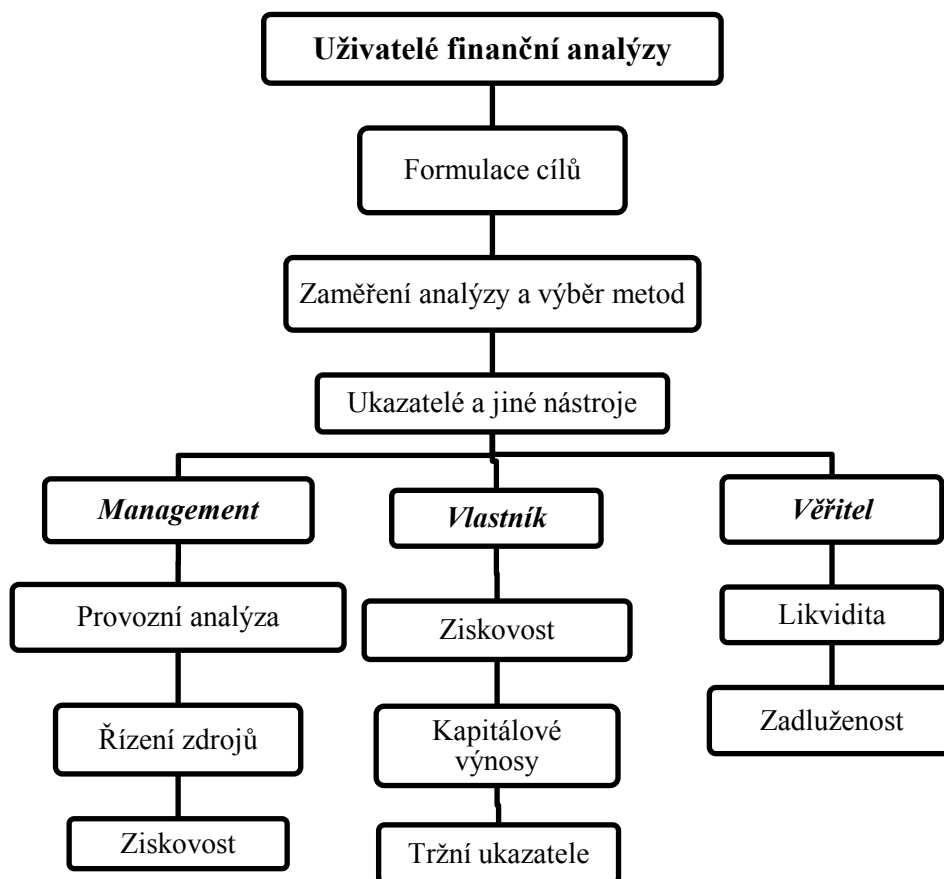 Uživatelé finanční analýzy
Formulace cílů
Zaměření analýzy a výběr metod
Ukazatelé a jiné nástroje
Management
Vlastník
Věřitel
Provozní analýza
Ziskovost
Likvidita
Řízení zdrojů
Kapitálové
výnosy
Zadluženost
Ziskovost
Tržní ukazatele